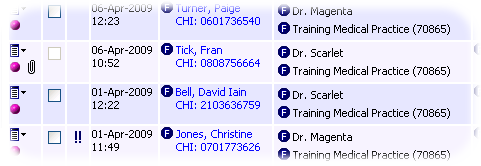 06-Apr-2009 F Turner, Paige F Dr. Magenta
12:23 CHI: 0601736540 F Training Medical Practice (70865)
06-Apr-2009 F Tick, Fran F Dr. Scarlet
10:52 CHI: 0808756664 F Training Medical Practice (70865)
01-Apr-2009 F Bell, David Iain F Dr. Scarlet
12:22 CHI: 2103636759 F Training Medical Practice (70865)
!! 01-Apr-2009 F Jones, Christine F Dr. Magenta
11:49 CHI: 0701773626 F Training Medical Practice (70865)